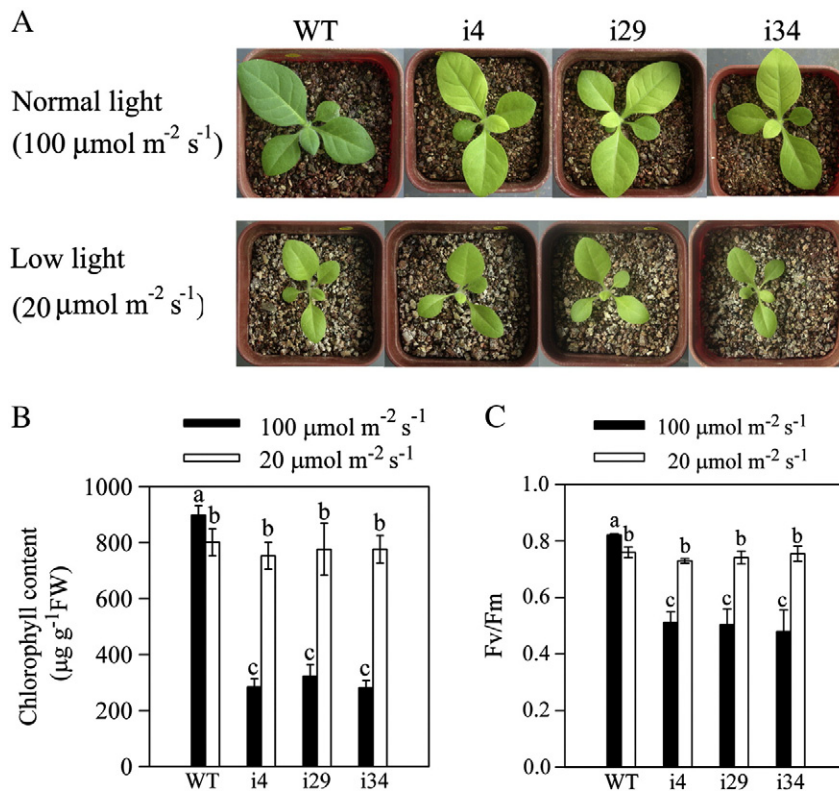 A
WT i4 i29 i34
Normal light
(100 μmol m⁻² s⁻¹)
Low light
(20 μmol m⁻² s⁻¹)
B
100 μmol m⁻² s⁻¹
20 μmol m⁻² s⁻¹
Chlorophyll content
(μg g⁻¹FW)
1000
800
600
400
200
0
a b b b b
c c c
WT i4 i29 i34
C
100 μmol m⁻² s⁻¹
20 μmol m⁻² s⁻¹
Fv/Fm
1.0
0.8
0.6
0.4
0.2
0.0
a b b b b
c c c
WT i4 i29 i34